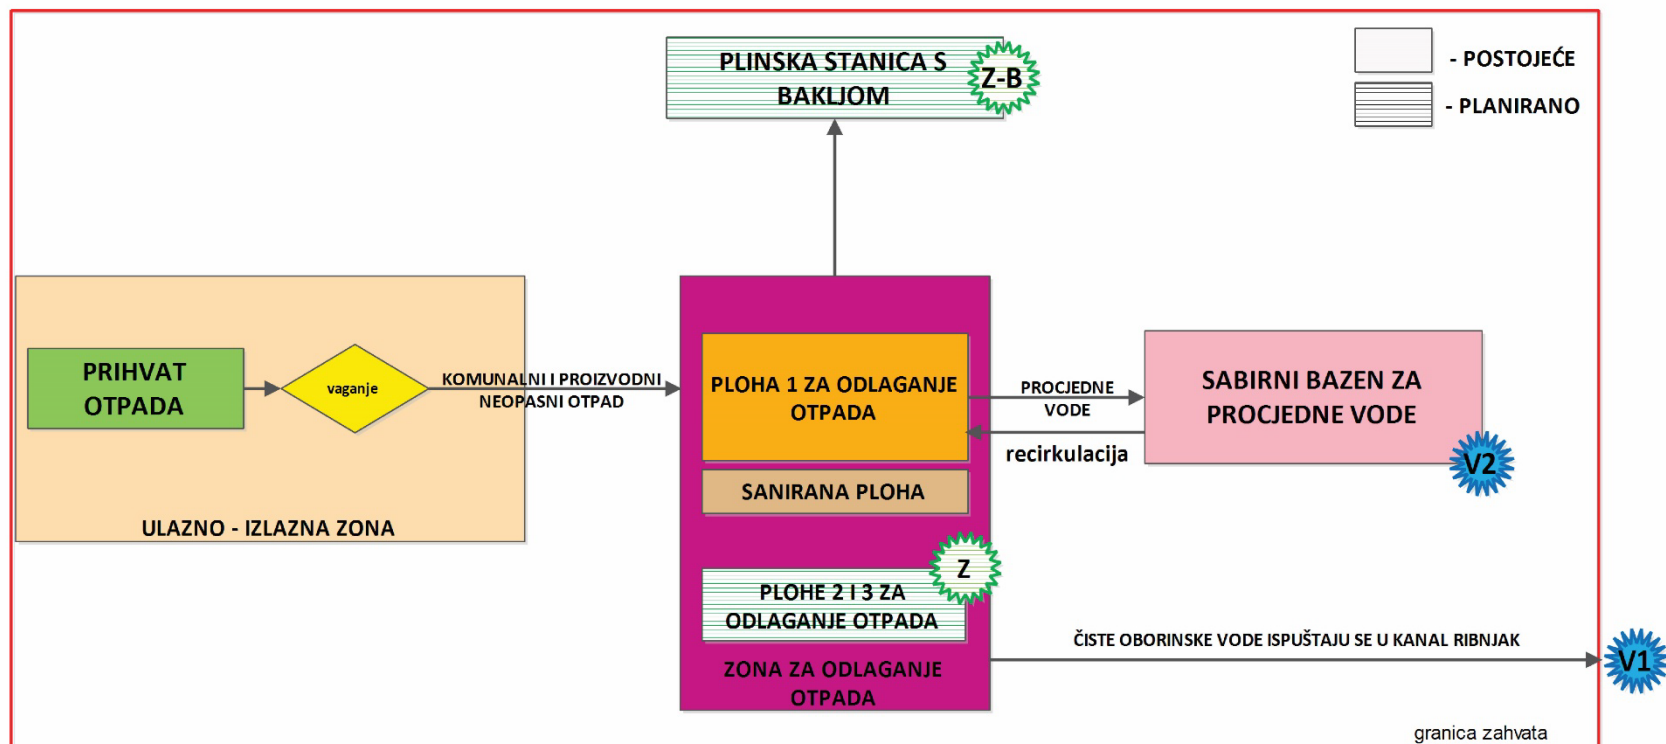 PLINSKA STANICA S
BAKLJOM
Z-B
- POSTOJEĆE
- PLANIRANO
PRIHVAT
OTPADA
vaganje
KOMUNALNI I PROIZVODNI
NEOPASNI OTPAD
ULAZNO - IZLAZNA ZONA
PLOHA 1 ZA ODLAGANJE
OTPADA
SANIRANA PLOHA
Z
PLOHE 2 I 3 ZA
ODLAGANJE OTPADA
ZONA ZA ODLAGANJE
OTPADA
PROCJEDNE
VODE
recirkulacija
SABIRNI BAZEN ZA
PROCJEDNE VODE
V2
ČISTE OBORINSKE VODE ISPUŠTAJU SE U KANAL RIBNJAK
V1
granica zahvata